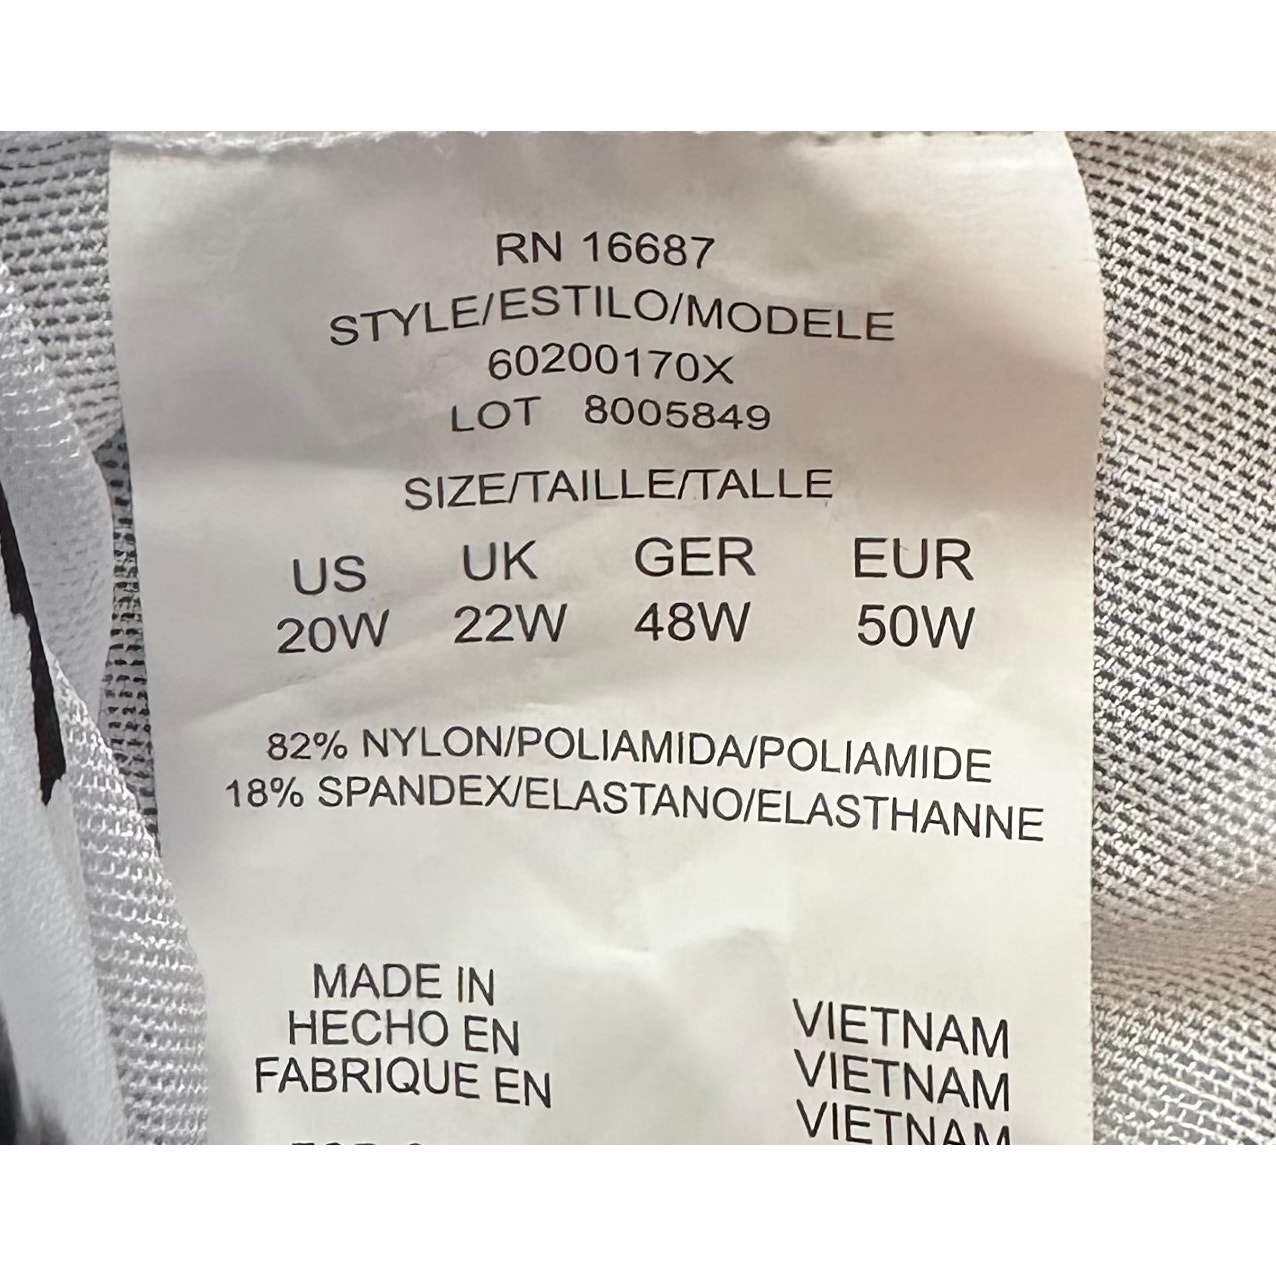 RN 16687
STYLE/ESTILO/MODELE
60200170X
LOT 8005849
SIZE/TAILLE/TALLE
US UK GER EUR
20W 22W 48W 50W
82% NYLON/POLIAMIDA/POLIAMIDE
18% SPANDEX/ELASTANO/ELASTHANNE
MADE IN VIETNAM
HECHO EN VIETNAM
FABRIQUE EN VIETNAM